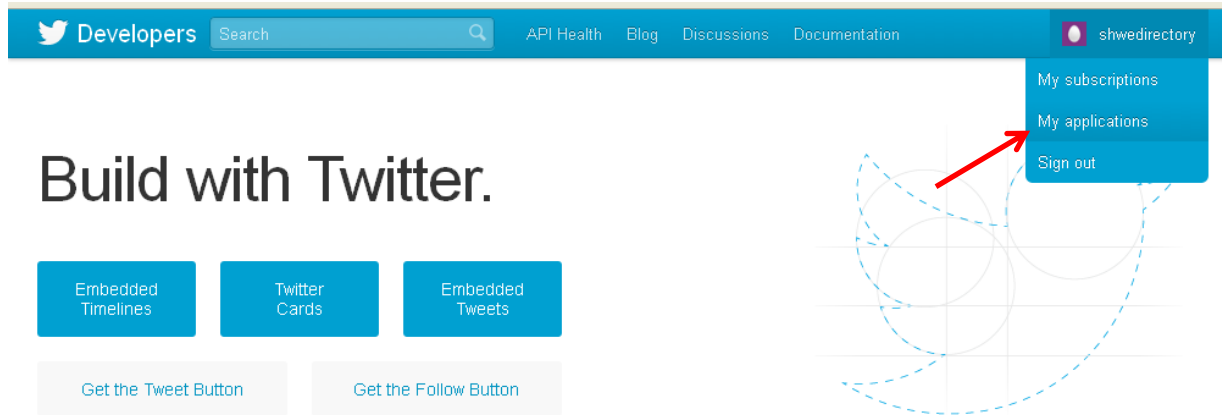 Developers Search API Health Blog Discussions Documentation shwedirectory
My subscriptions
My applications
Sign out
Build with Twitter.
Embedded
Timelines
Twitter
Cards
Embedded
Tweets
Get the Tweet Button
Get the Follow Button